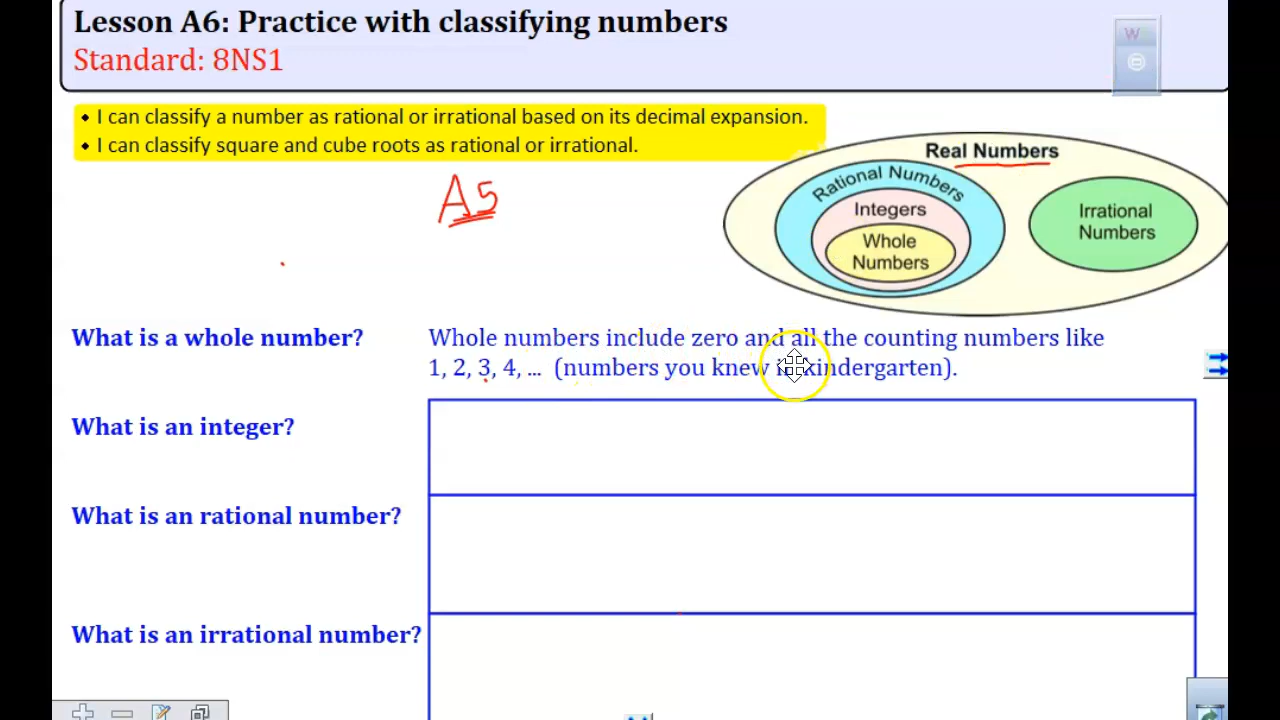 Lesson A6: Practice with classifying numbers
Standard: 8NS1
W
• I can classify a number as rational or irrational based on its decimal expansion.
• I can classify square and cube roots as rational or irrational.
A5
Real Numbers
Rational Numbers
Integers
Whole
Numbers
Irrational
Numbers
What is a whole number?
Whole numbers include zero and all the counting numbers like
1, 2, 3, 4, ... (numbers you knew in kindergarten).
What is an integer?
What is an rational number?
What is an irrational number?